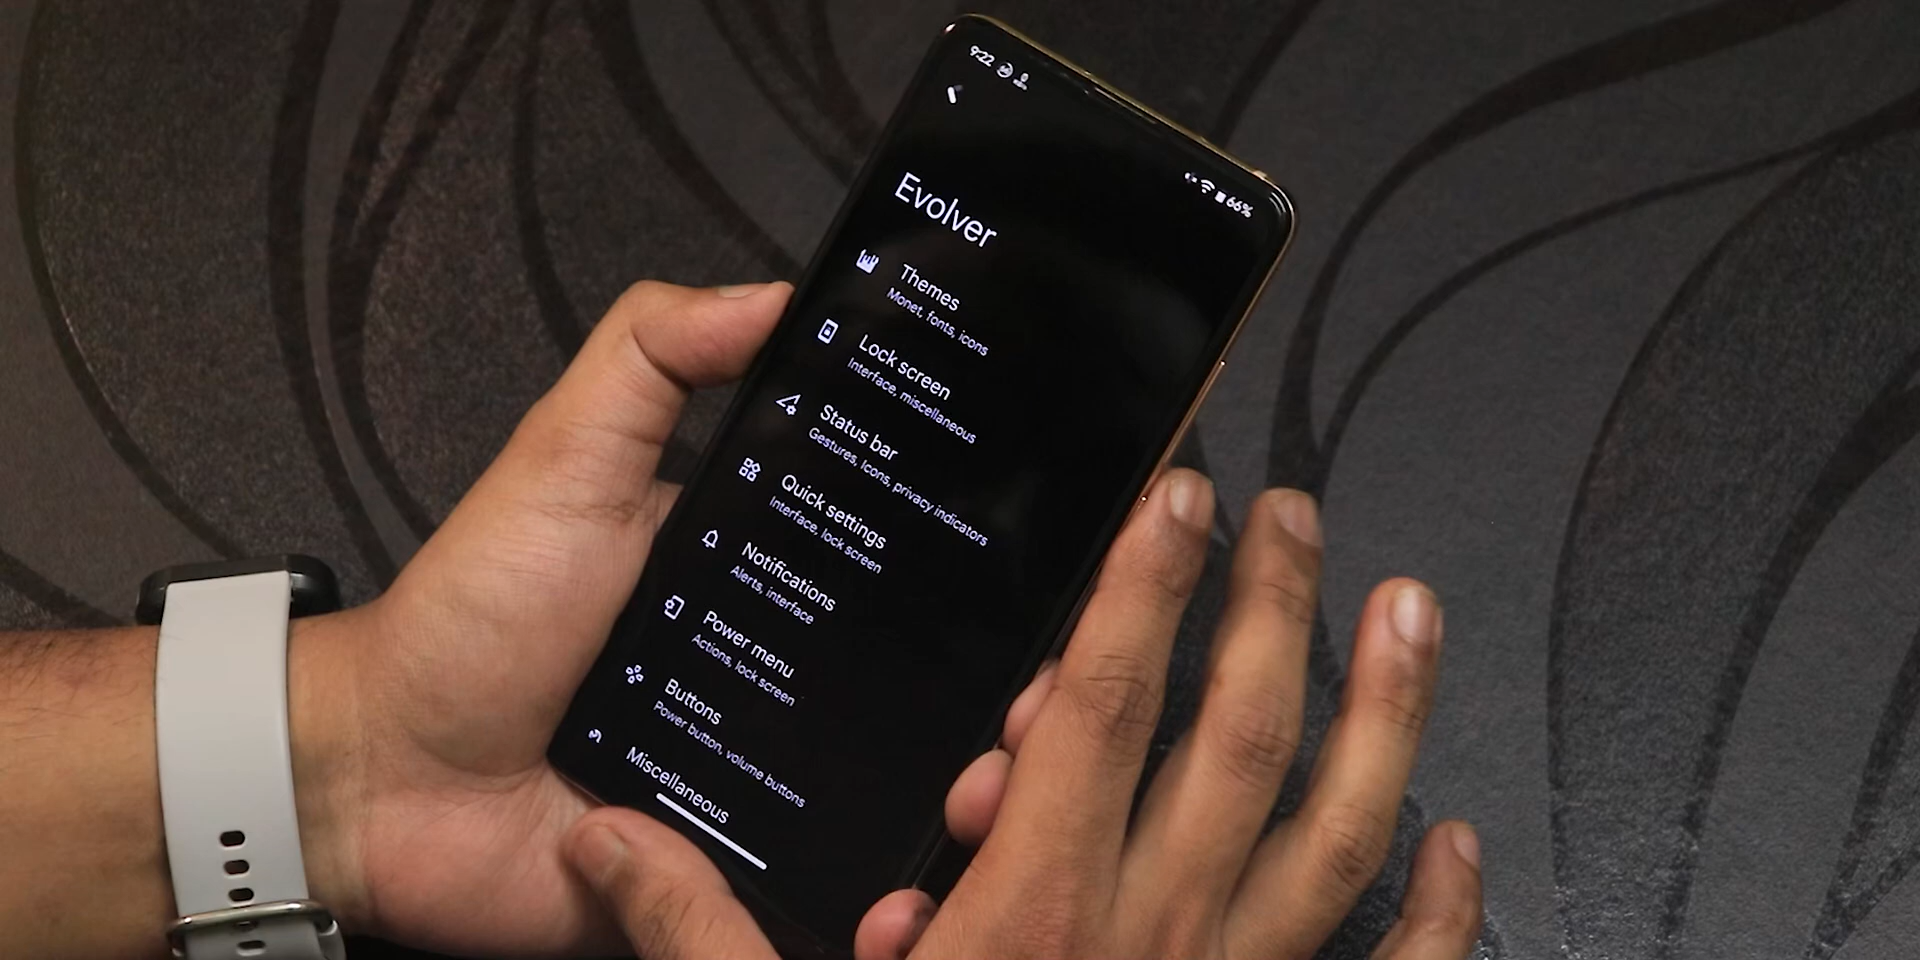 9:22
66%
Evolver
Themes
Monet, fonts, icons
Lock screen
Interface, miscellaneous
Status bar
Gestures, Icons, privacy indicators
Quick settings
Interface, lock screen
Notifications
Alerts, interface
Power menu
Actions, lock screen
Buttons
Power button, volume buttons
Miscellaneous